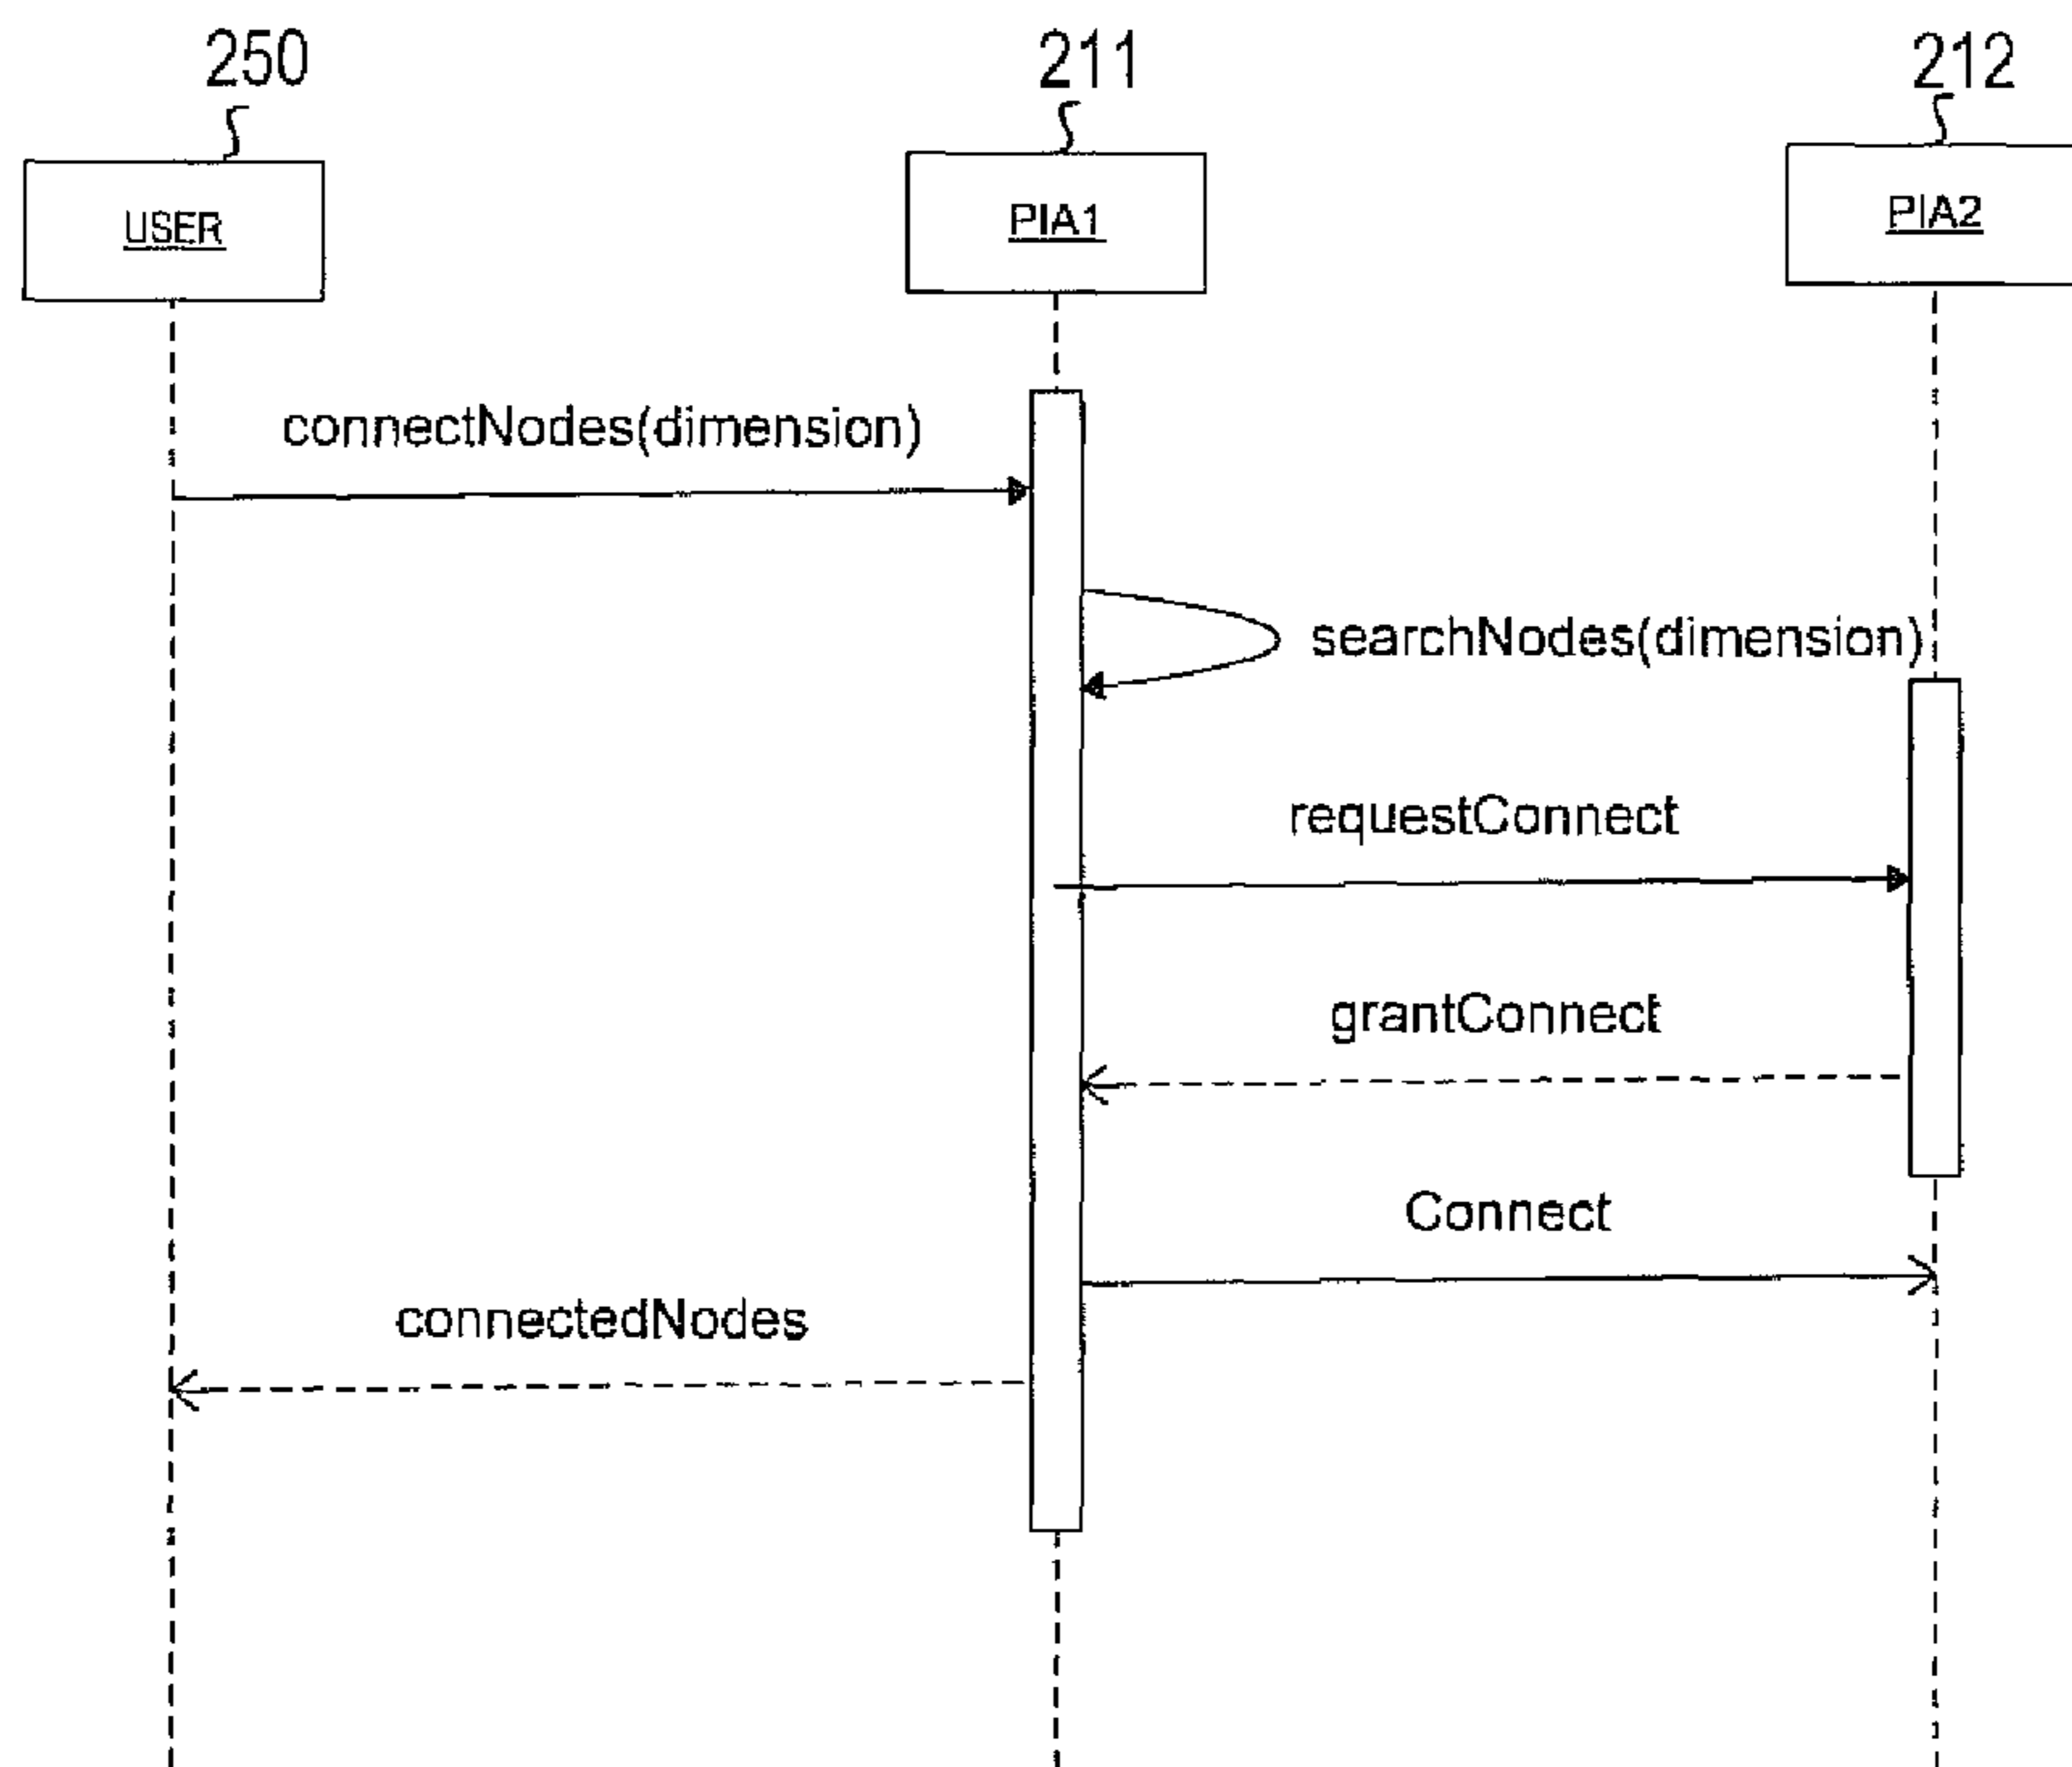 250
211
212
USER
PIA1
PIA2
connectNodes(dimension)
searchNodes(dimension)
requestConnect
grantConnect
Connect
connectedNodes